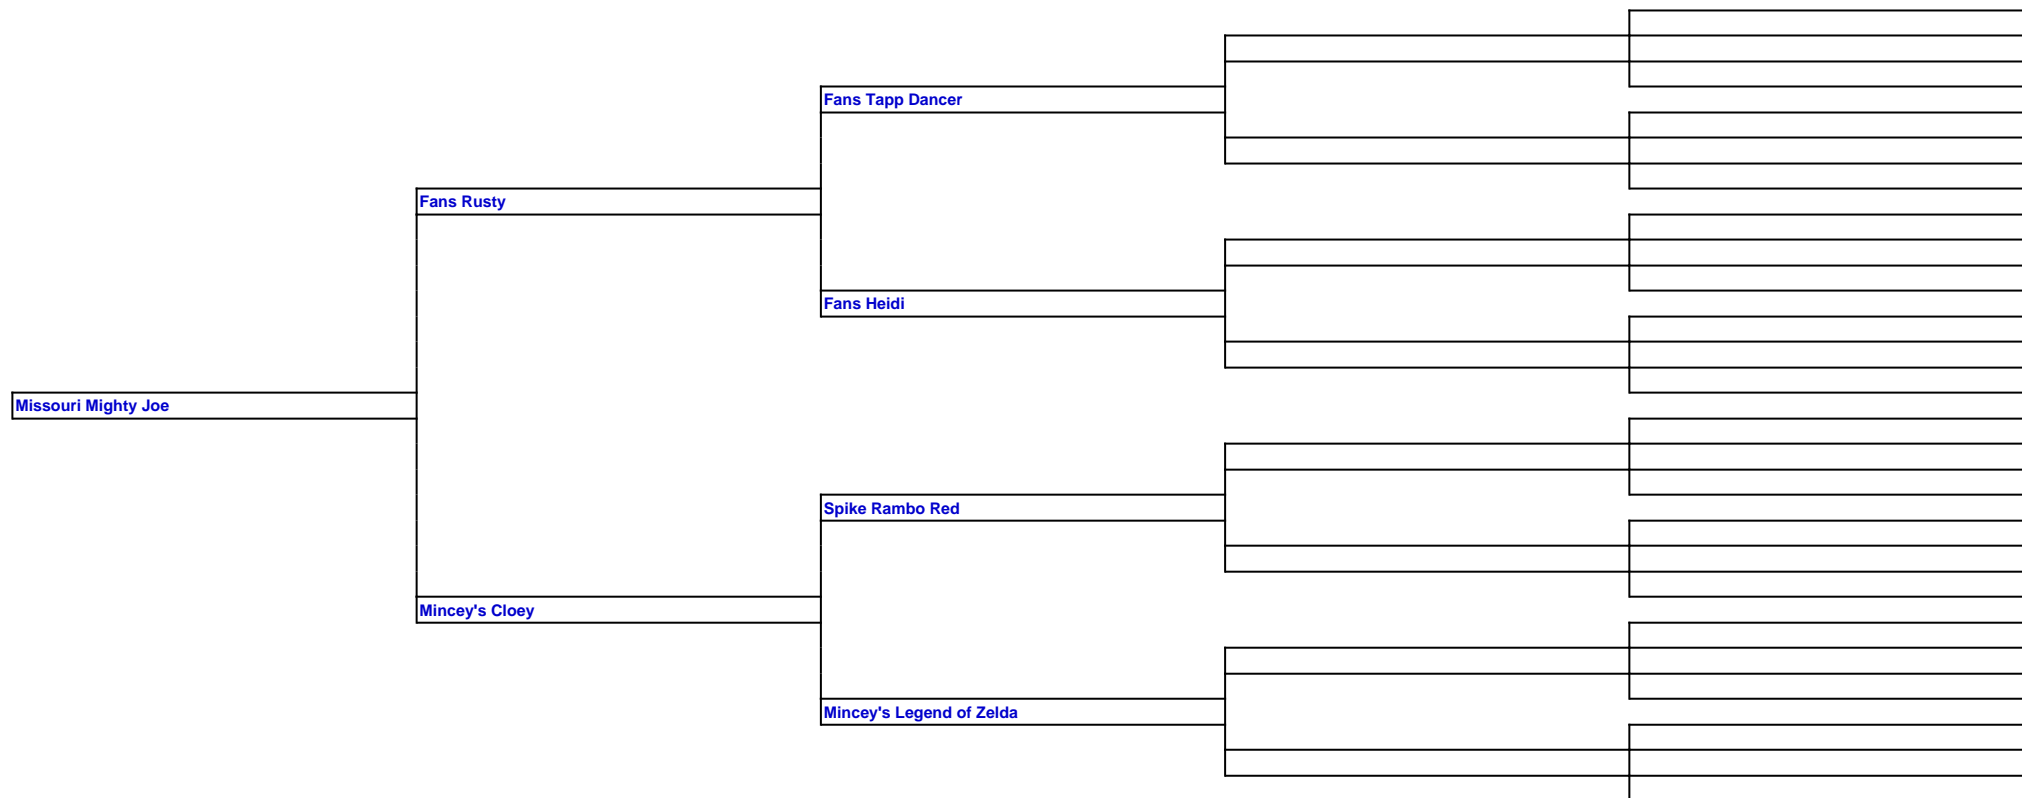 Fans Tapp Dancer
Fans Rusty
Fans Heidi
Missouri Mighty Joe
Spike Rambo Red
Mincey's Cloey
Mincey's Legend of Zelda